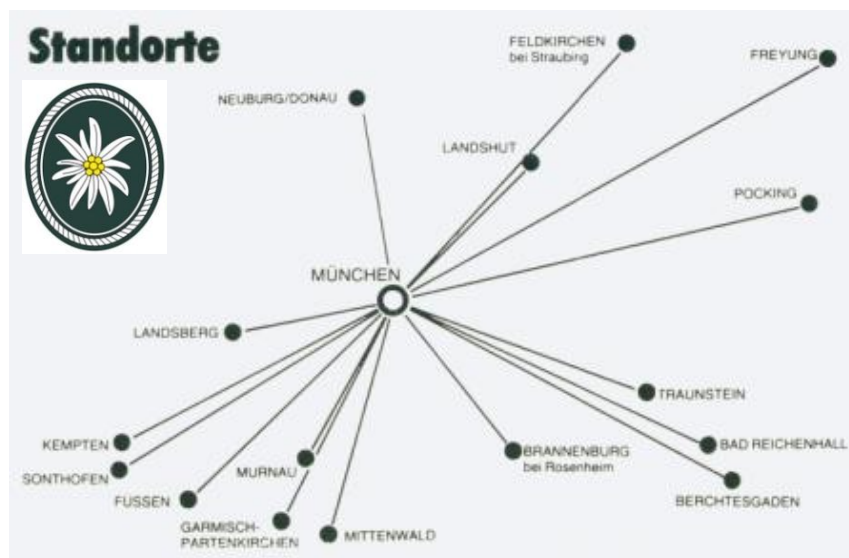 Standorte
FELDKIRCHEN
bei Straubing
FREYUNG
NEUBURG/DONAU
LANDSHUT
POCKING
MÜNCHEN
LANDSBERG
TRAUNSTEIN
KEMPTEN
BAD REICHENHALL
BRANNENBURG
bei Rosenheim
SONTHOFEN
MURNAU
FÜSSEN
BERCHTESGADEN
GARMISCH-
PARTENKIRCHEN
MITTENWALD